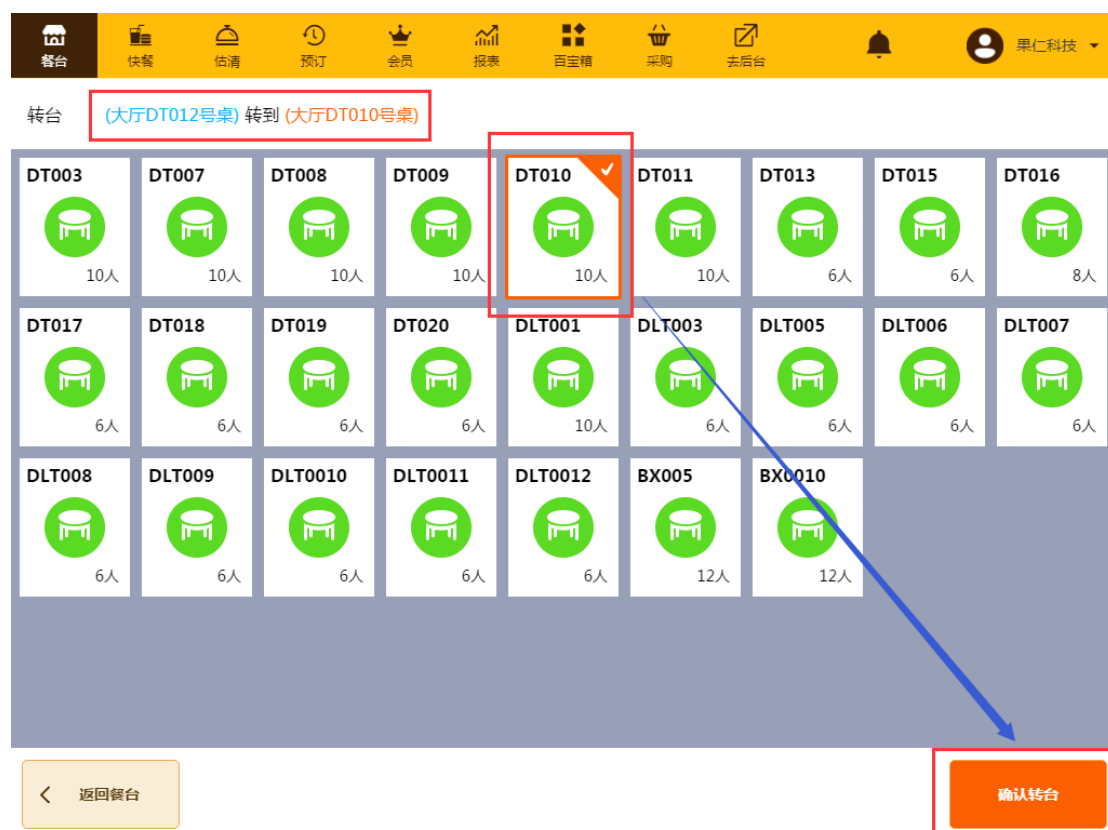 餐台 快餐 估清 预订 会员 报表 百宝箱 采购 去后台 果仁科技
转台 (大厅DT012号桌) 转到 (大厅DT010号桌)
DT003 DT007 DT008 DT009 DT010 DT011 DT013 DT015 DT016
10人 10人 10人 10人 10人 10人 6人 6人 8人
DT017 DT018 DT019 DT020 DLT001 DLT003 DLT005 DLT006 DLT007
6人 6人 6人 6人 10人 6人 6人 6人 6人
DLT008 DLT009 DLT0010 DLT0011 DLT0012 BX005 BX0010
6人 6人 6人 6人 6人 12人 12人
返回餐台 确认转台